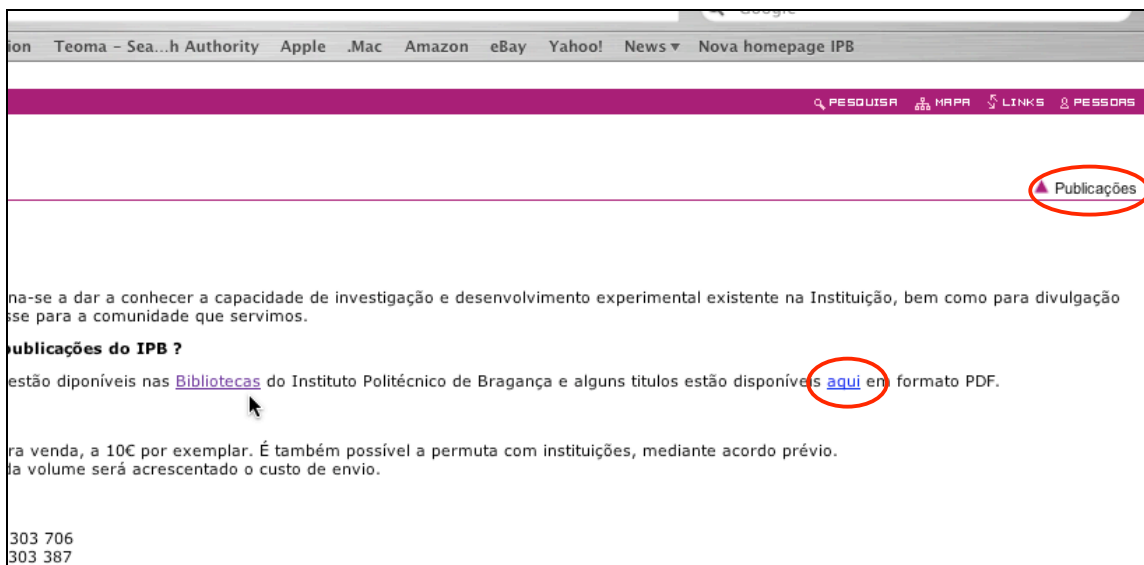 Google
ion Teoma – Sea...h Authority Apple .Mac Amazon eBay Yahoo! News ▾ Nova homepage IPB
PESQUISA MAPA LINKS PESSOAS
Publicações
na-se a dar a conhecer a capacidade de investigação e desenvolvimento experimental existente na Instituição, bem como para divulgação
sse para a comunidade que servimos.
publicações do IPB ?
estão diponíveis nas Bibliotecas do Instituto Politécnico de Bragança e alguns titulos estão disponíveis aqui em formato PDF.
ra venda, a 10€ por exemplar. É também possível a permuta com instituições, mediante acordo prévio.
da volume será acrescentado o custo de envio.
303 706
303 387